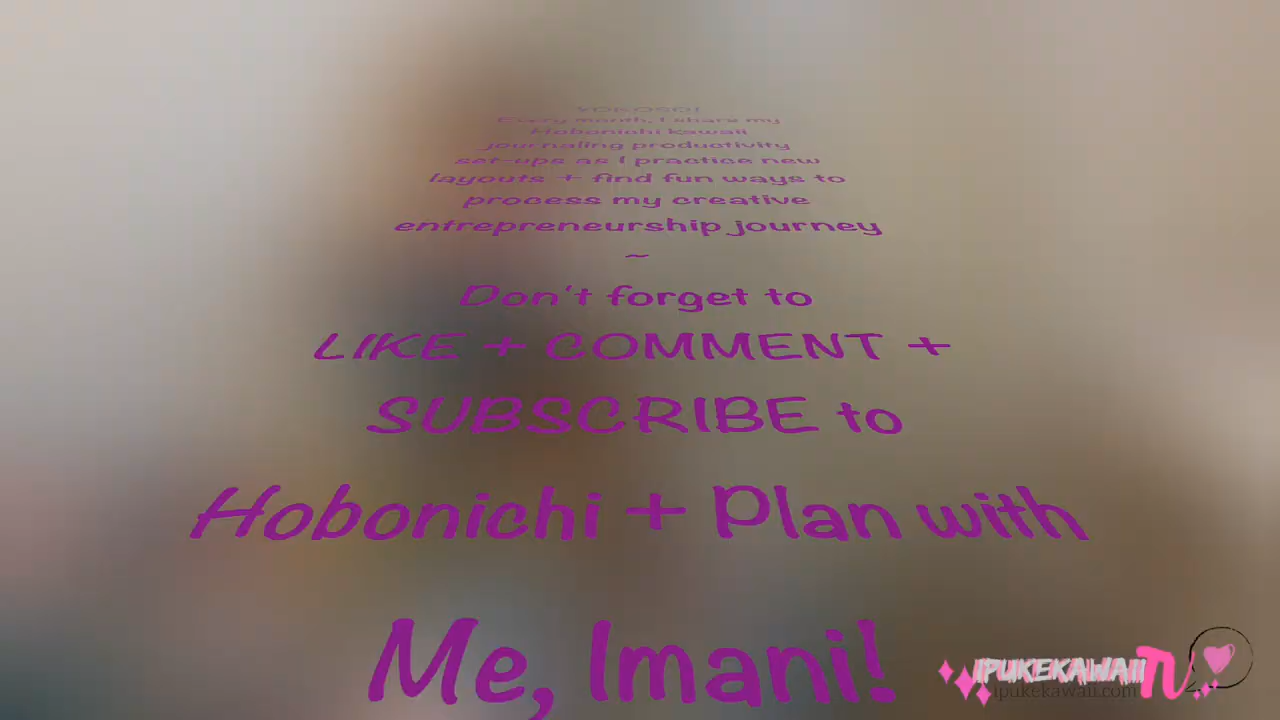 YOKOSO!
Every month, I share my
Hobonichi kawaii
journaling productivity
set-ups as I practice new
layouts + find fun ways to
process my creative
entrepreneurship journey
~
Don't forget to
LIKE + COMMENT +
SUBSCRIBE to
Hobonichi + Plan with
Me, Imani!
IPUKEKAWAII TV
ipukekawaii.com